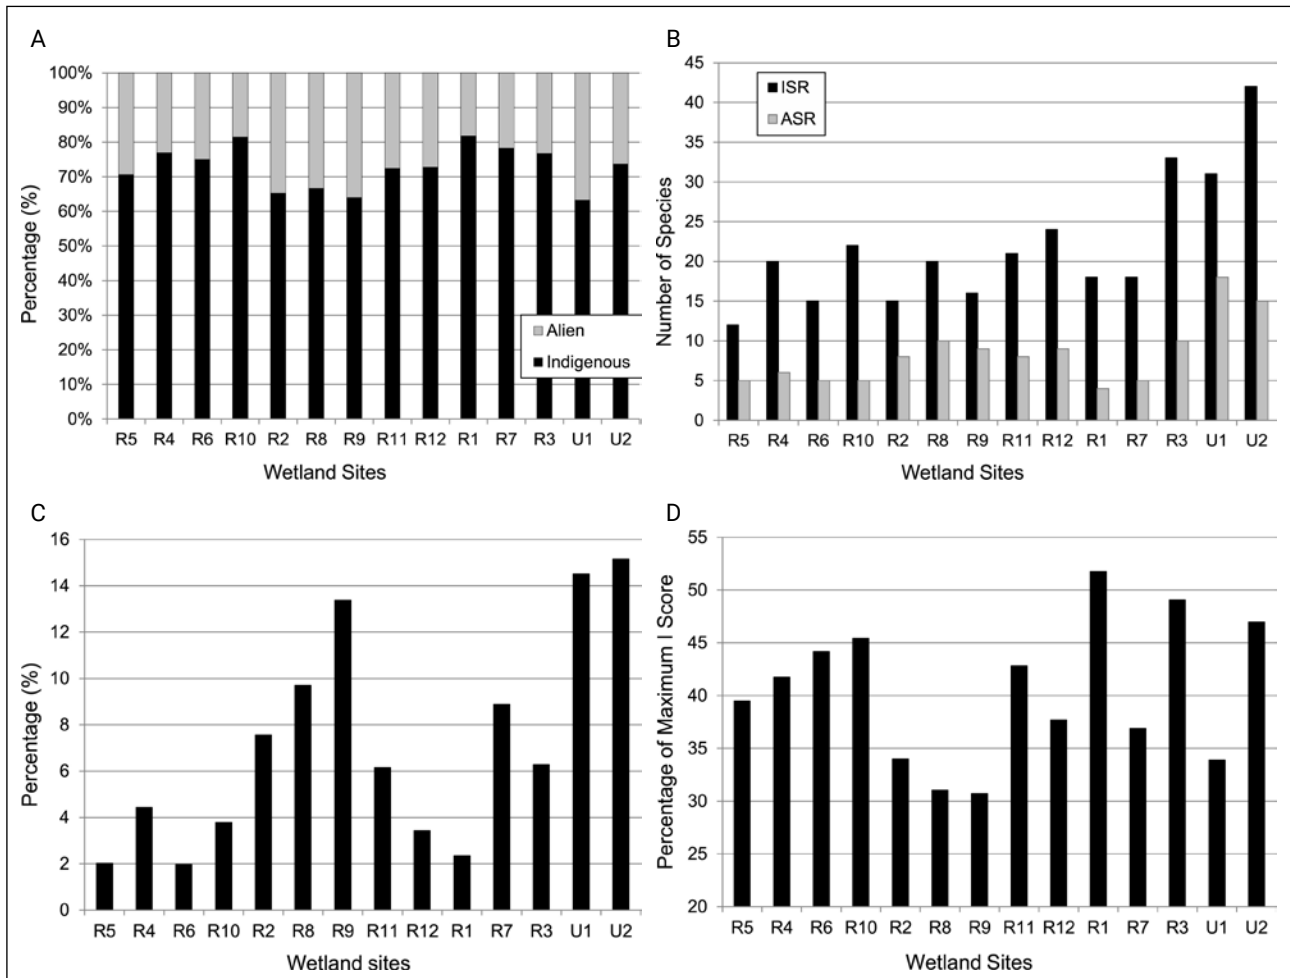 A
100%
90%
80%
70%
60%
50%
40%
30%
20%
10%
0%
Percentage (%)
Alien
Indigenous
R5 R4 R6 R10 R2 R8 R9 R11 R12 R1 R7 R3 U1 U2
Wetland Sites
B
45
40
35
30
25
20
15
10
5
0
Number of Species
ISR
ASR
R5 R4 R6 R10 R2 R8 R9 R11 R12 R1 R7 R3 U1 U2
Wetland Sites
C
16
14
12
10
8
6
4
2
0
Percentage (%)
R5 R4 R6 R10 R2 R8 R9 R11 R12 R1 R7 R3 U1 U2
Wetland sites
D
55
50
45
40
35
30
25
20
Percentage of Maximum I Score
R5 R4 R6 R10 R2 R8 R9 R11 R12 R1 R7 R3 U1 U2
Wetland Sites